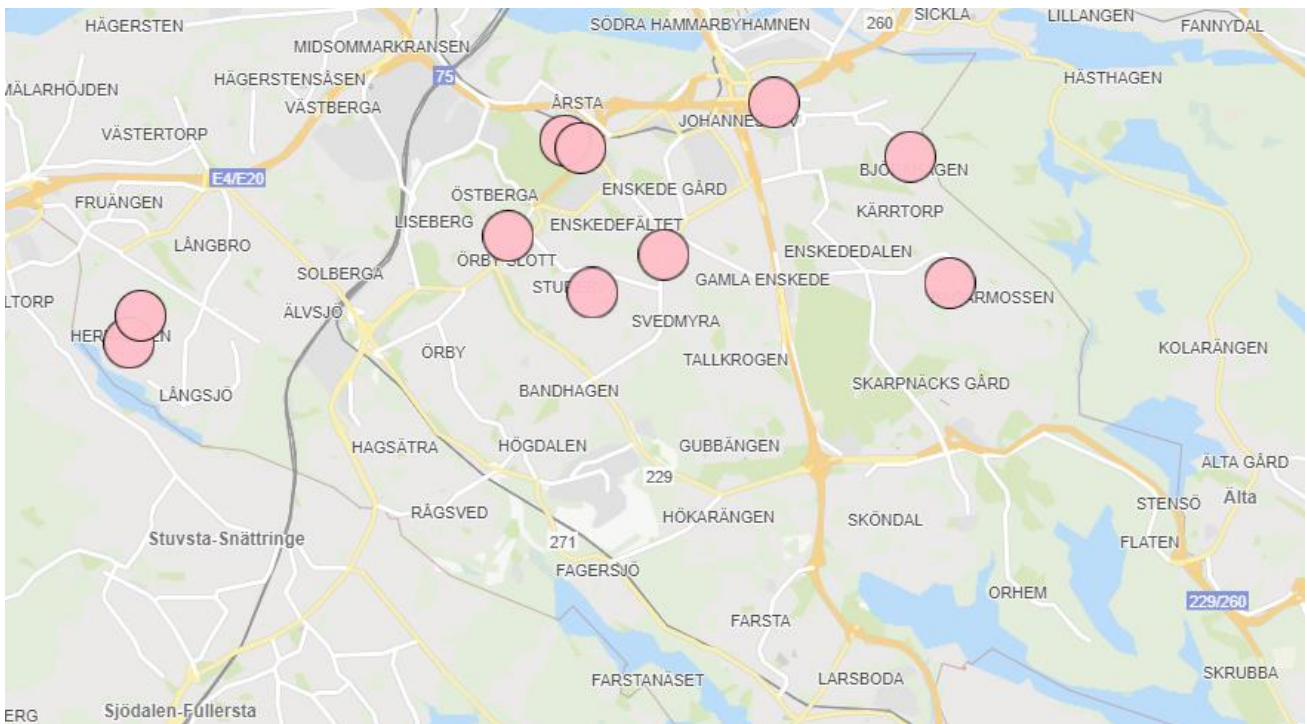 SÖDRA HAMMARBYHAMNEN
SICKLA
LILLÄNGEN
HÄGERSTEN
260
FANNYDAL
MIDSOMMARKRANSEN
75
HÄGERSTENSÅSEN
HÄSTHAGEN
MÄLARHÖJDEN
VÄSTBERGA
ÅRSTA
VÄSTERTORP
E4/E20
ENSKEDE GÅRD
ÖSTBERGA
FRUÄNGEN
KÄRRTORP
LISEBERG
ENSKEDEFÄLTET
LÅNGBRO
ENSKEDEDALEN
SOLBERGA
GAMLA ENSKEDE
ÄLVSJÖ
SVEDMYRA
KOLARÄNGEN
ÖRBY
TALLKROGEN
SKARPNÄCKS GÅRD
BANDHAGEN
LÅNGSJÖ
HAGSÄTRA
HÖGDALEN
GUBBÄNGEN
ÄLTA GÅRD
229
Älta
STENSÖ
RÅGSVED
HÖKARÄNGEN
SKÖNDAL
Stuvsta-Snättringe
271
FLATEN
FAGERSJÖ
ORHEM
229/260
FARSTA
SKRUBBA
FARSTANÄSET
LARSBODA
Sjödalen-Fullersta